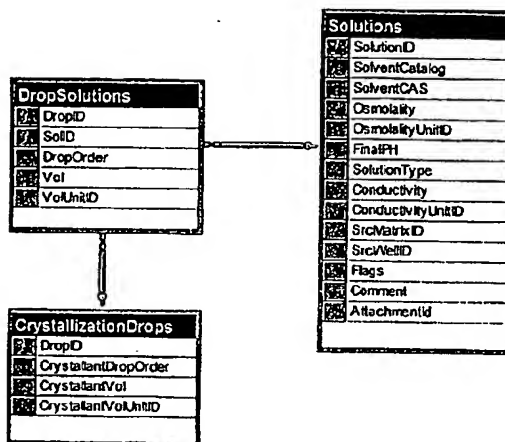 DropSolutions
DropID
SolID
DropOrder
Vol
VolUnitID
CrystallizationDrops
DropID
CrystallantDropOrder
CrystallantVol
CrystallantVolUnitID
Solutions
SolutionID
SolventCatalog
SolventCAS
Osmolality
OsmolalityUnitID
FinalPH
SolutionType
Conductivity
ConductivityUnitID
SrcMatrixID
SrcWellID
Flags
Comment
AttachmentId